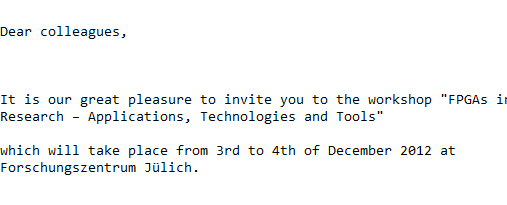 Dear colleagues,
It is our great pleasure to invite you to the workshop "FPGAs in
Research – Applications, Technologies and Tools"
which will take place from 3rd to 4th of December 2012 at
Forschungszentrum Jülich.